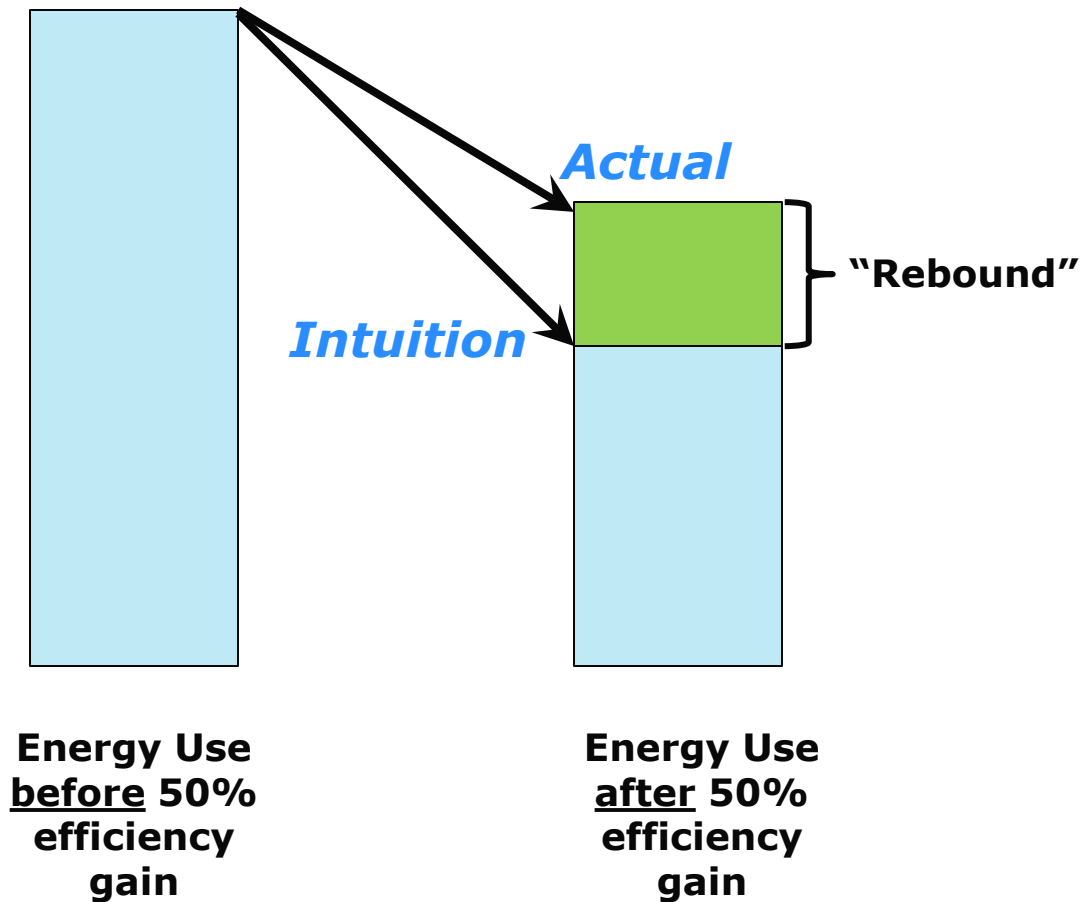 Actual
“Rebound”
Intuition
Energy Use
before 50%
efficiency
gain
Energy Use
after 50%
efficiency
gain